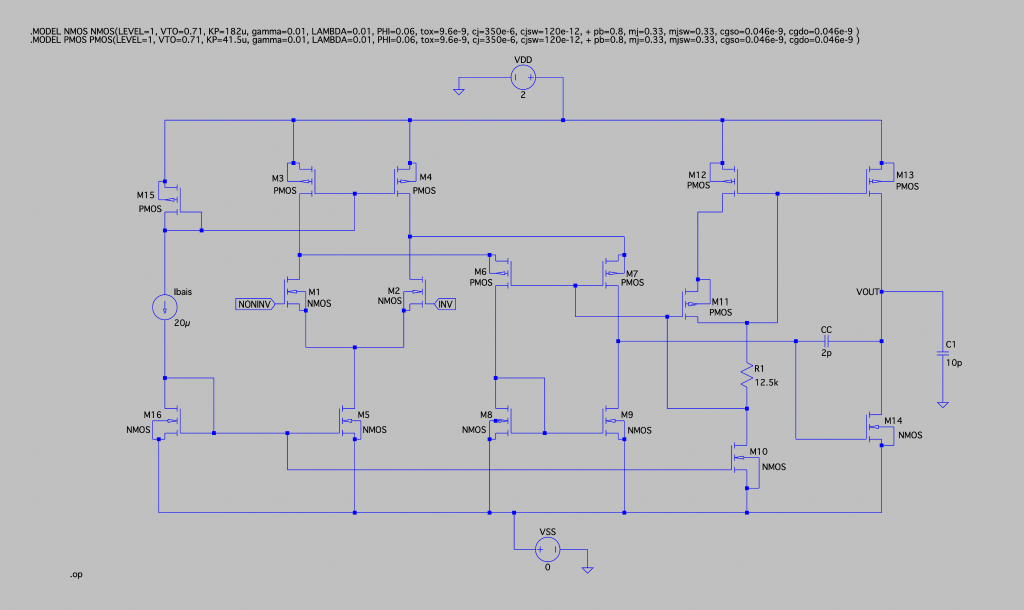 .MODEL NMOS NMOS(LEVEL=1, VTO=0.71, KP=182u, gamma=0.01, LAMBDA=0.01, PHI=0.06, tox=9.6e-9, cj=350e-6, cjsw=120e-12, + pb=0.8, mj=0.33, mjsw=0.33, cgso=0.046e-9, cgdo=0.046e-9 )
.MODEL PMOS PMOS(LEVEL=1, VTO=0.71, KP=41.5u, gamma=0.01, LAMBDA=0.01, PHI=0.06, tox=9.6e-9, cj=350e-6, cjsw=120e-12, + pb=0.8, mj=0.33, mjsw=0.33, cgso=0.046e-9, cgdo=0.046e-9 )
VDD
2
M3
PMOS
M4
PMOS
M12
PMOS
M13
PMOS
M15
PMOS
M6
PMOS
M7
PMOS
Ibais
20µ
NONINV
M1
NMOS
M2
NMOS
INV
M11
PMOS
VOUT
CC
2p
C1
10p
R1
12.5k
M16
NMOS
M5
NMOS
M8
NMOS
M9
NMOS
M14
NMOS
M10
NMOS
VSS
0
.op